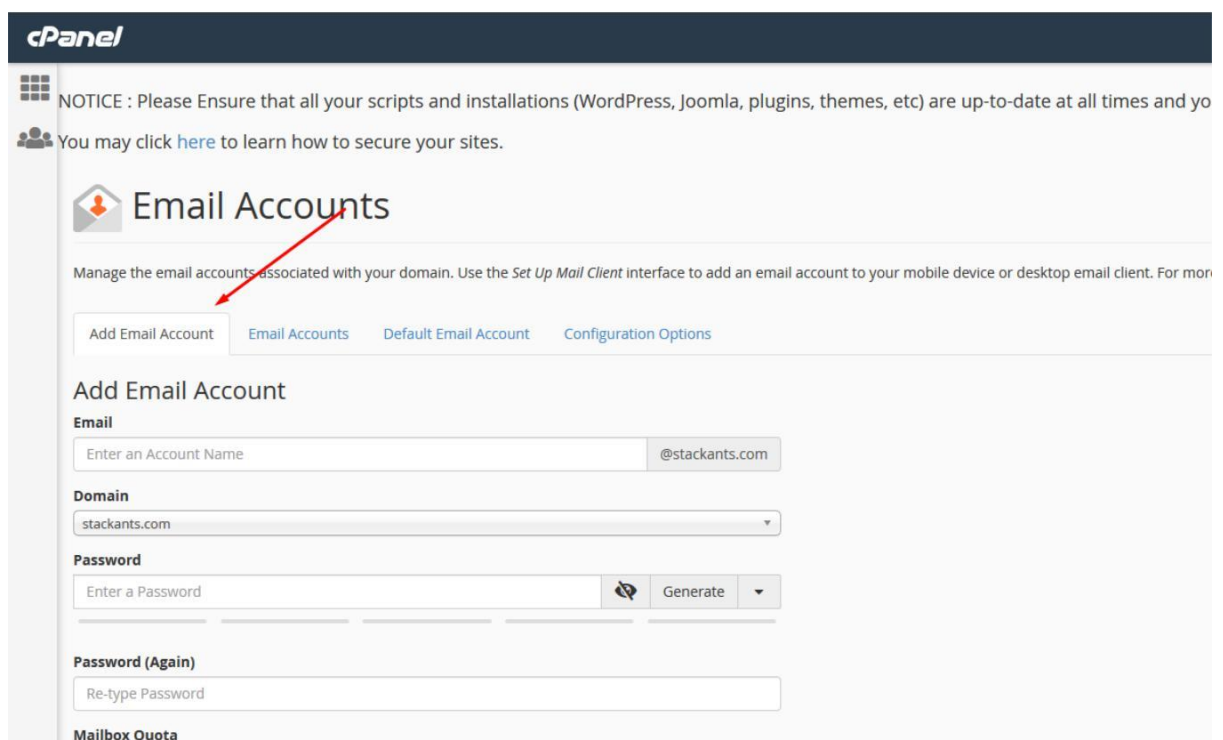 cPanel
NOTICE : Please Ensure that all your scripts and installations (WordPress, Joomla, plugins, themes, etc) are up-to-date at all times and yo
You may click here to learn how to secure your sites.
Email Accounts
Manage the email accounts associated with your domain. Use the Set Up Mail Client interface to add an email account to your mobile device or desktop email client. For more
Add Email Account Email Accounts Default Email Account Configuration Options
Add Email Account
Email
Enter an Account Name @stackants.com
Domain
stackants.com
Password
Enter a Password Generate
Password (Again)
Re-type Password
Mailbox Quota